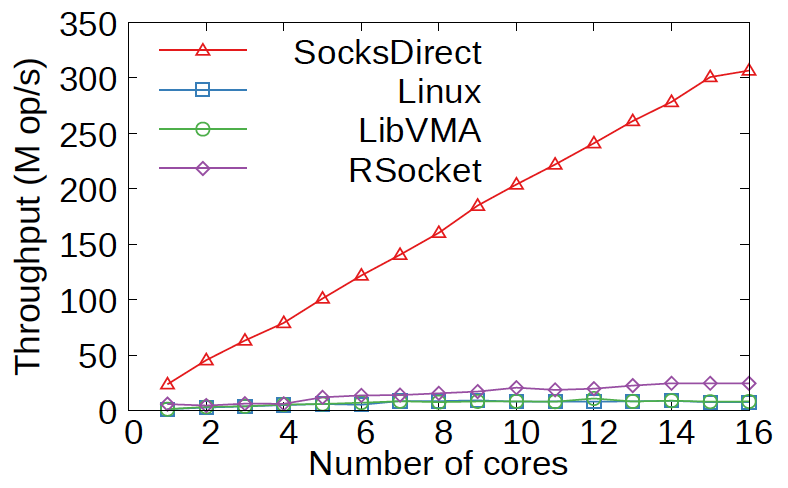 350
300
250
200
150
100
50
0
Throughput (M op/s)
SocksDirect
Linux
LibVMA
RSocket
0 2 4 6 8 10 12 14 16
Number of cores